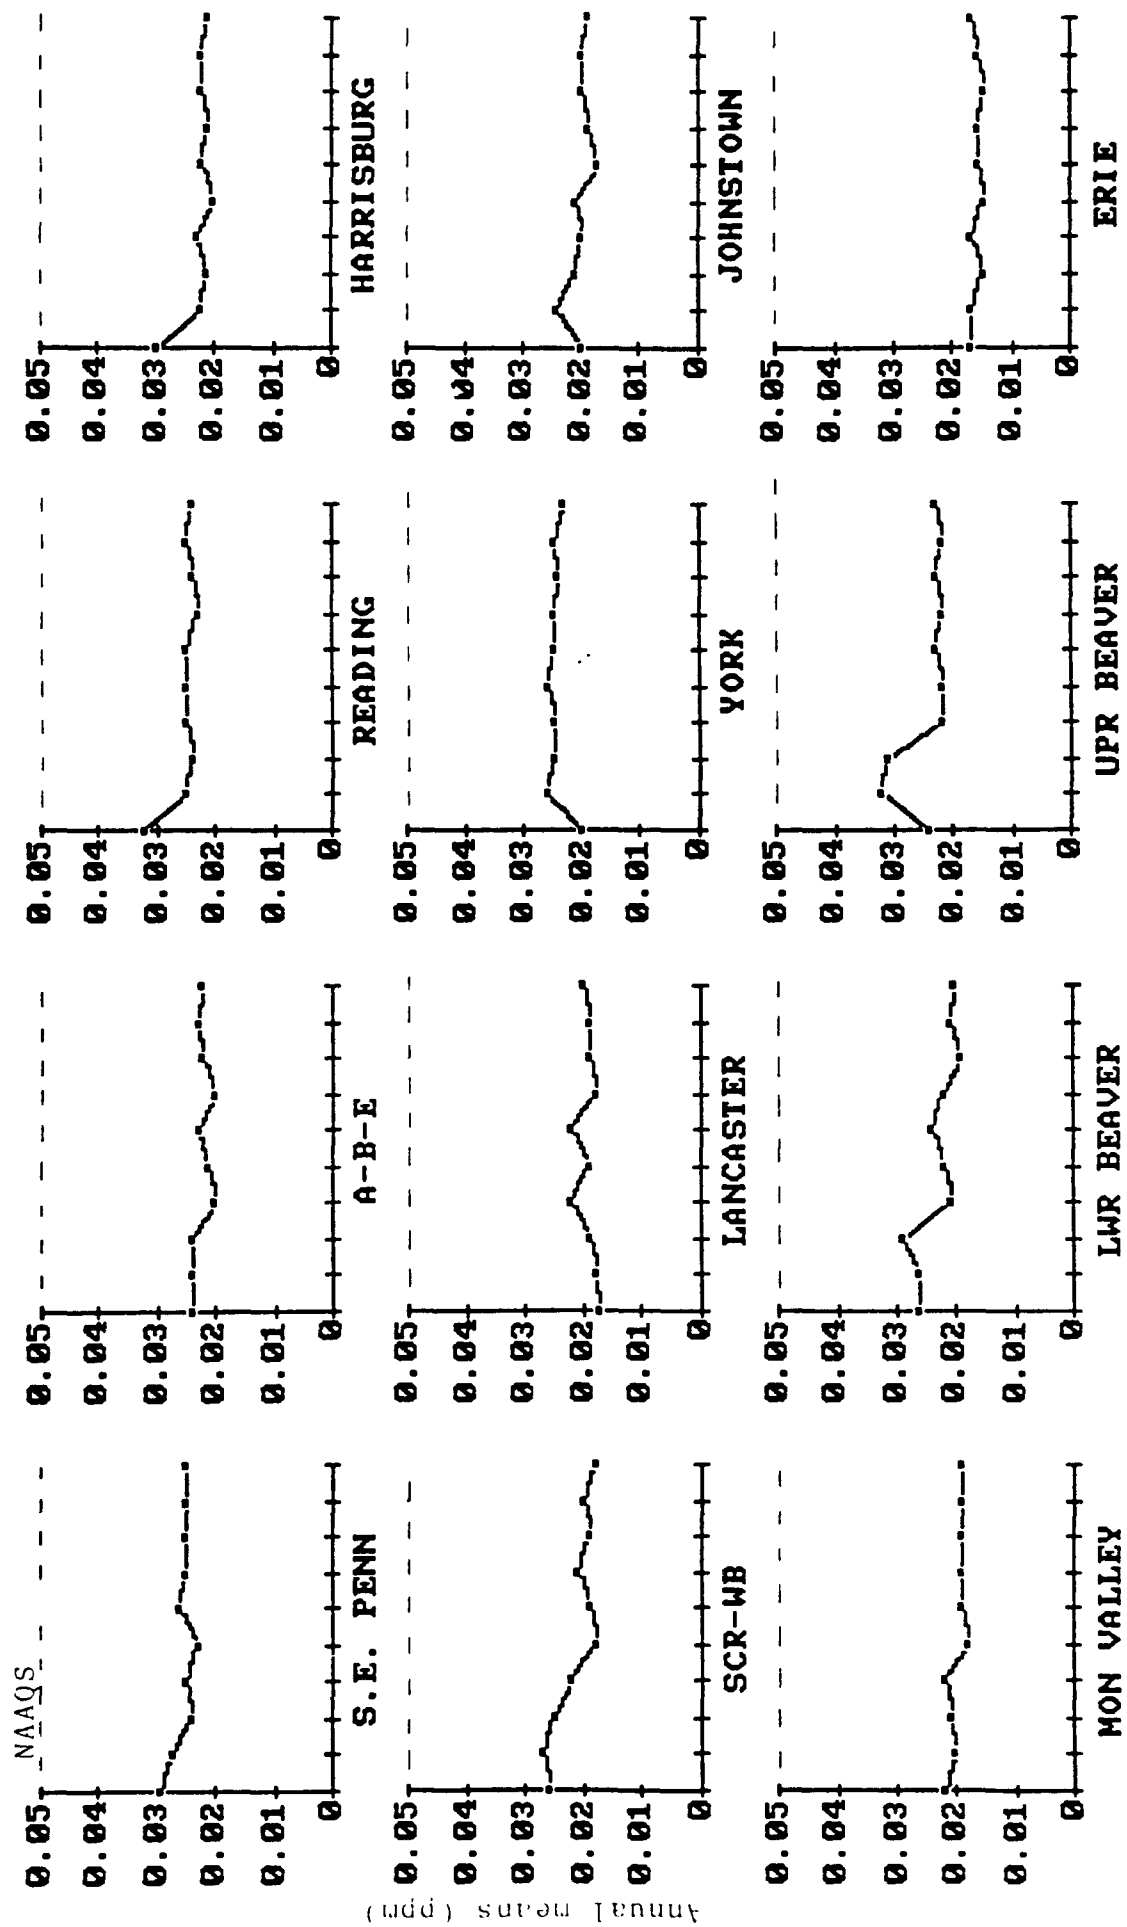 NAAQS
0.05 0.05 0.05 0.05
0.04 0.04 0.04 0.04
0.03 0.03 0.03 0.03
0.02 0.02 0.02 0.02
0.01 0.01 0.01 0.01
0 0 0 0
S.E. PENN A-B-E READING HARRISBURG
Annual means (ppm)
0.05 0.05 0.05 0.05
0.04 0.04 0.04 0.04
0.03 0.03 0.03 0.03
0.02 0.02 0.02 0.02
0.01 0.01 0.01 0.01
0 0 0 0
SCR-WB LANCASTER YORK JOHNSTOWN
0.05 0.05 0.05 0.05
0.04 0.04 0.04 0.04
0.03 0.03 0.03 0.03
0.02 0.02 0.02 0.02
0.01 0.01 0.01 0.01
0 0 0 0
MON VALLEY LWR BEAVER UPR BEAVER ERIE